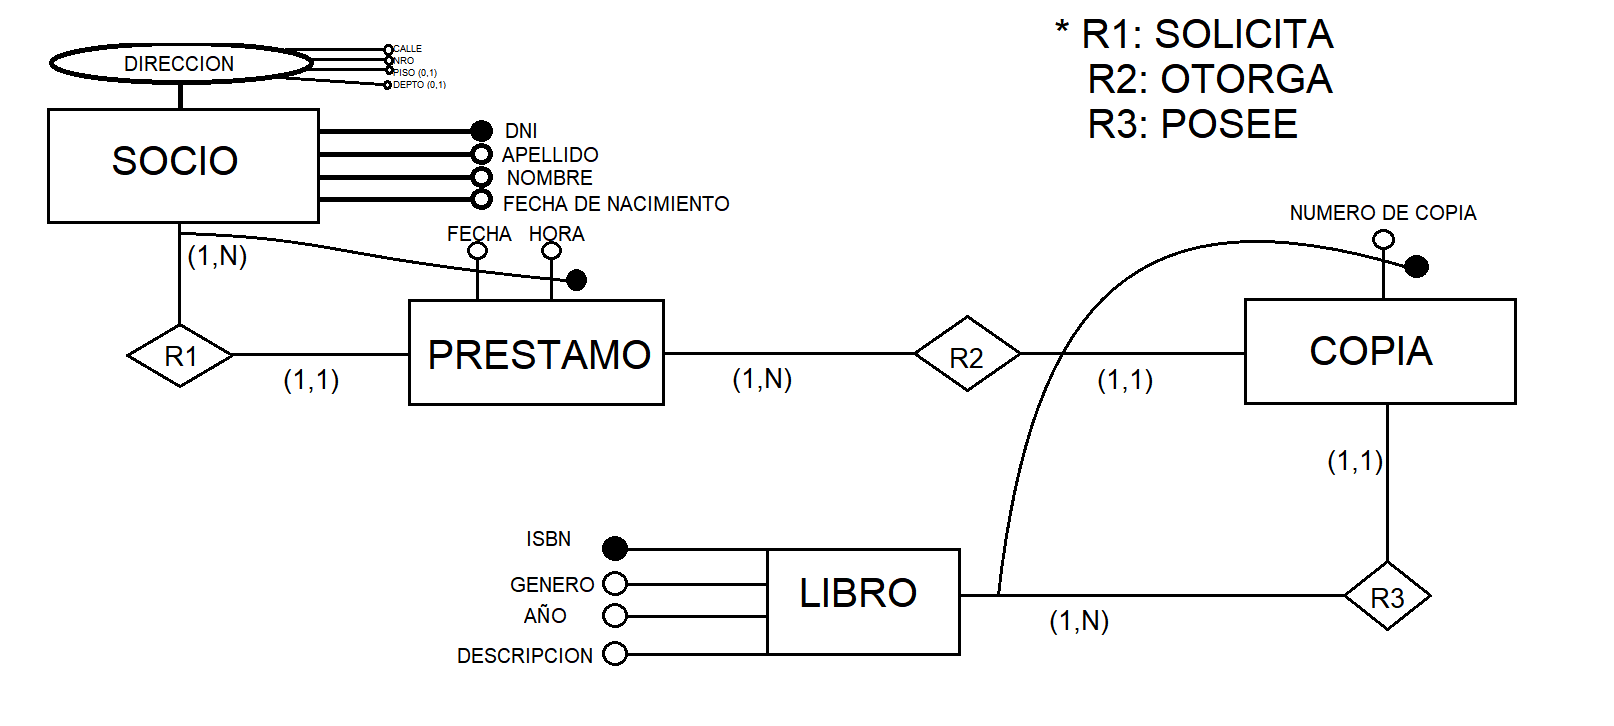 * R1: SOLICITA
R2: OTORGA
R3: POSEE
CALLE
NRO
PISO (0,1)
DEPTO (0,1)
DIRECCION
SOCIO
DNI
APELLIDO
NOMBRE
FECHA DE NACIMIENTO
NUMERO DE COPIA
FECHA HORA
(1,N)
R1
(1,1)
PRESTAMO
(1,N)
R2
(1,1)
COPIA
(1,1)
ISBN
GENERO
AÑO
DESCRIPCION
LIBRO
(1,N)
R3